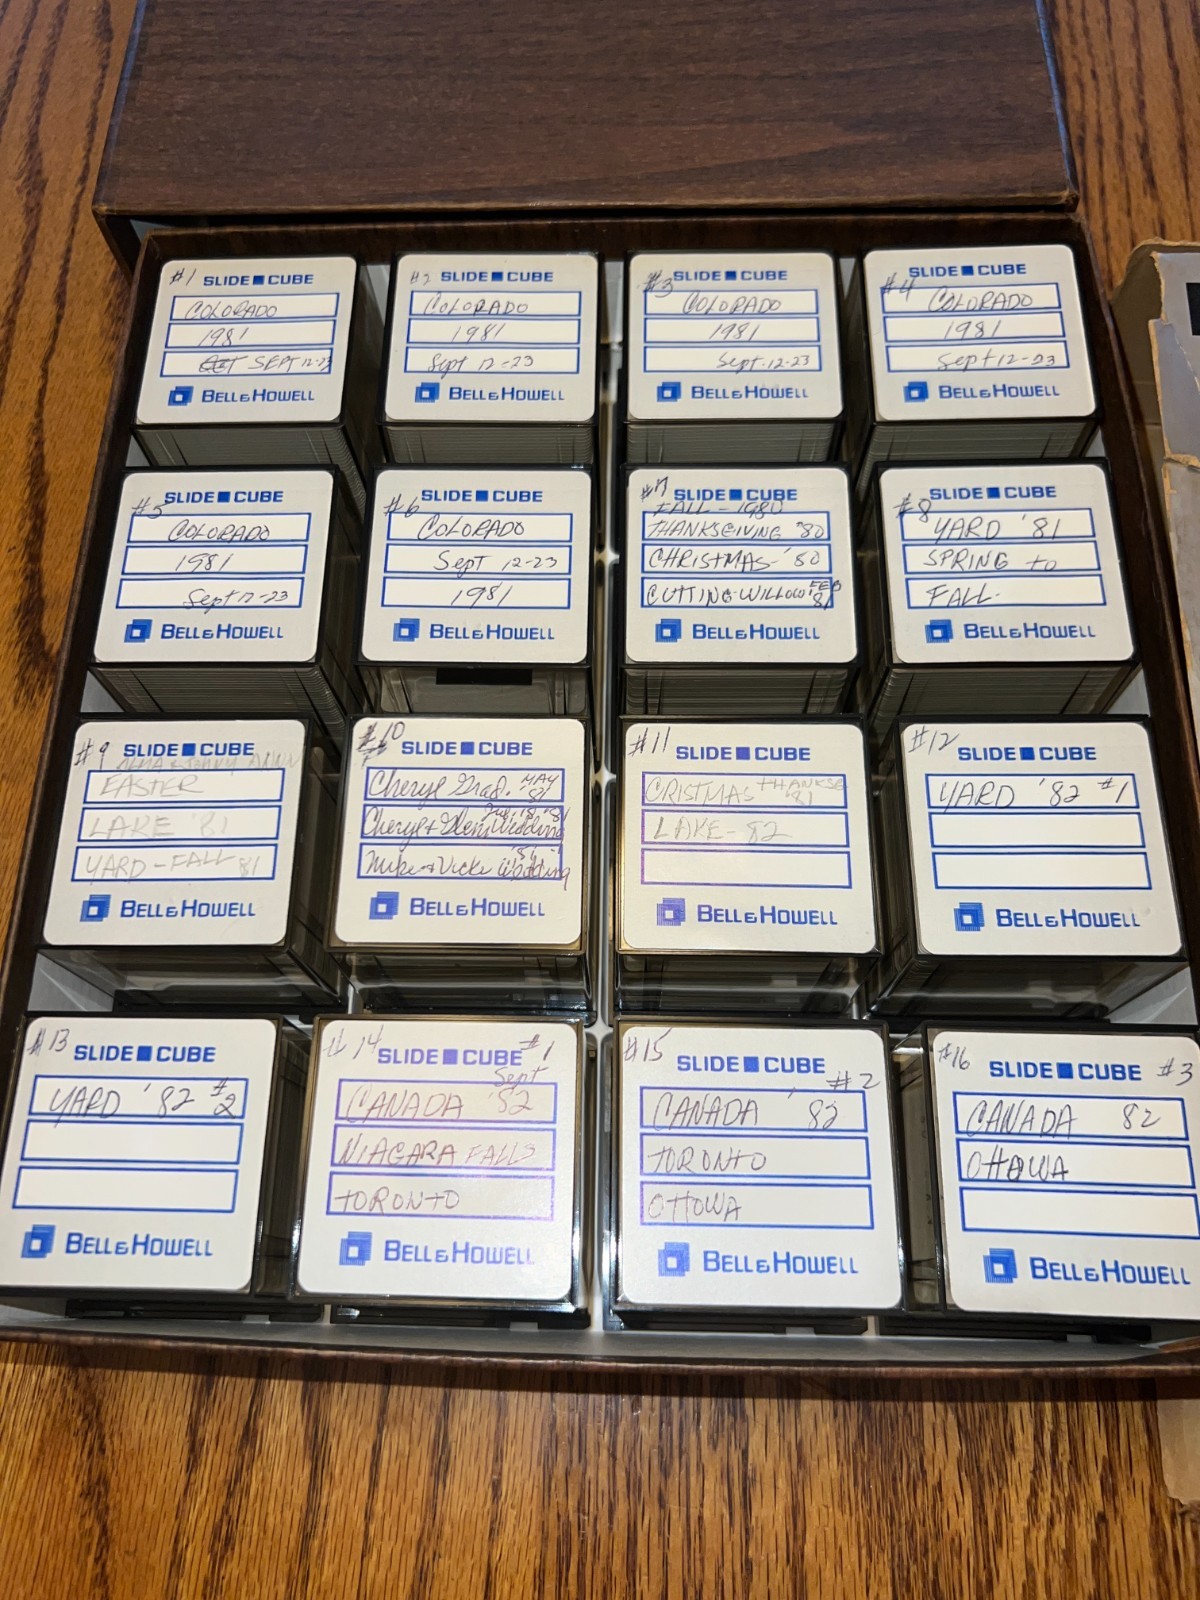 #1 SLIDE CUBE
COLORADO
1981
SEPT 12-23
BELL & HOWELL
#2 SLIDE CUBE
COLORADO
1981
Sept 12-23
BELL & HOWELL
#3 SLIDE CUBE
COLORADO
1981
Sept. 12-23
BELL & HOWELL
#4 SLIDE CUBE
COLORADO
1981
Sept 12-23
BELL & HOWELL
#5 SLIDE CUBE
COLORADO
1981
Sept 12-23
BELL & HOWELL
#6 SLIDE CUBE
COLORADO
Sept 12-23
1981
BELL & HOWELL
#7 SLIDE CUBE
FALL - 1980
THANKSGIVING '80
CHRISTMAS- '80
CUTTING-WILLOW FEB 81
BELL & HOWELL
#8 SLIDE CUBE
YARD '81
SPRING to
FALL-
BELL & HOWELL
#9 SLIDE CUBE
EASTER
LAKE '81
YARD-FALL 81
BELL & HOWELL
#10 SLIDE CUBE
Cheryl Grad. MAY 81
Cheryl & Glenn Wedding '81
Mike & Vicki Wedding '81
BELL & HOWELL
#11 SLIDE CUBE
CRISTMAS THANKSG 81
LAKE-82
BELL & HOWELL
#12 SLIDE CUBE
YARD '82 #1
BELL & HOWELL
#13 SLIDE CUBE
YARD '82 #2
BELL & HOWELL
#14 SLIDE CUBE #1
Sept
CANADA '82
NIAGARA FALLS
TORONTO
BELL & HOWELL
#15 SLIDE CUBE #2
CANADA '82
TORONTO
OTTOWA
BELL & HOWELL
#16 SLIDE CUBE #3
CANADA 82
OTTAWA
BELL & HOWELL